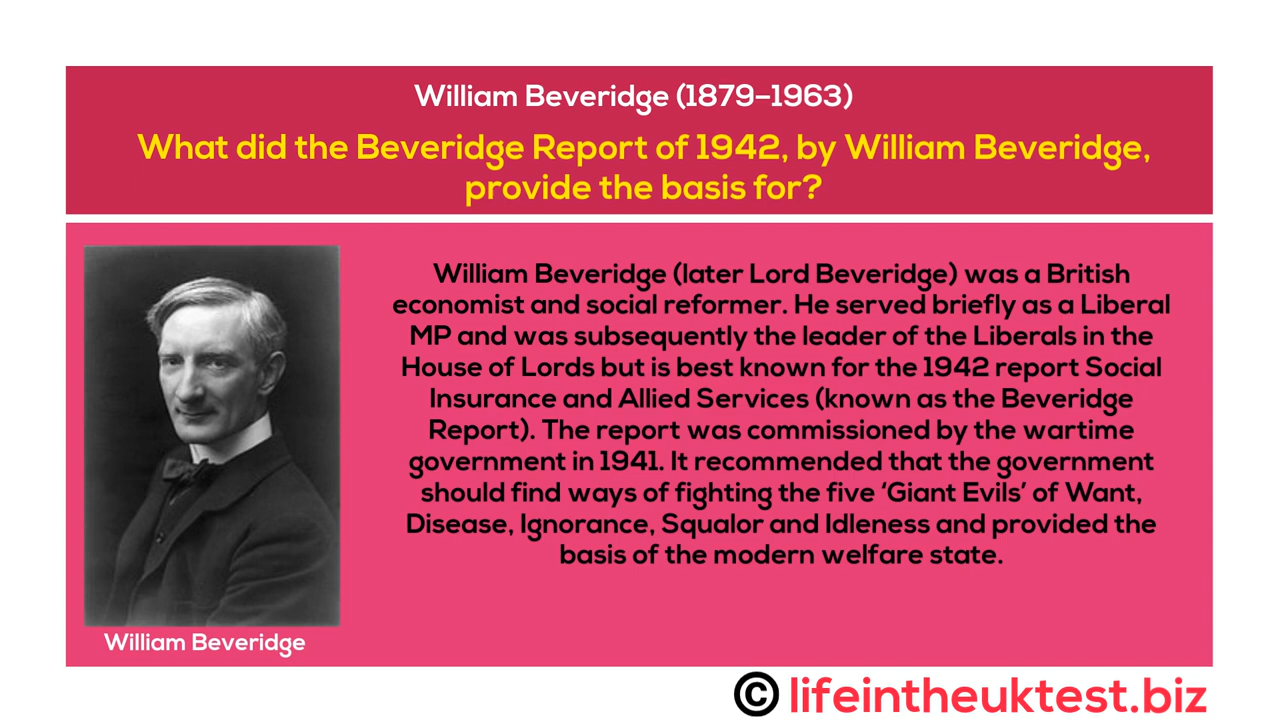 William Beveridge (1879–1963)
What did the Beveridge Report of 1942, by William Beveridge,
provide the basis for?
William Beveridge (later Lord Beveridge) was a British
economist and social reformer. He served briefly as a Liberal
MP and was subsequently the leader of the Liberals in the
House of Lords but is best known for the 1942 report Social
Insurance and Allied Services (known as the Beveridge
Report). The report was commissioned by the wartime
government in 1941. It recommended that the government
should find ways of fighting the five ‘Giant Evils’ of Want,
Disease, Ignorance, Squalor and Idleness and provided the
basis of the modern welfare state.
William Beveridge
© lifeintheuktest.biz